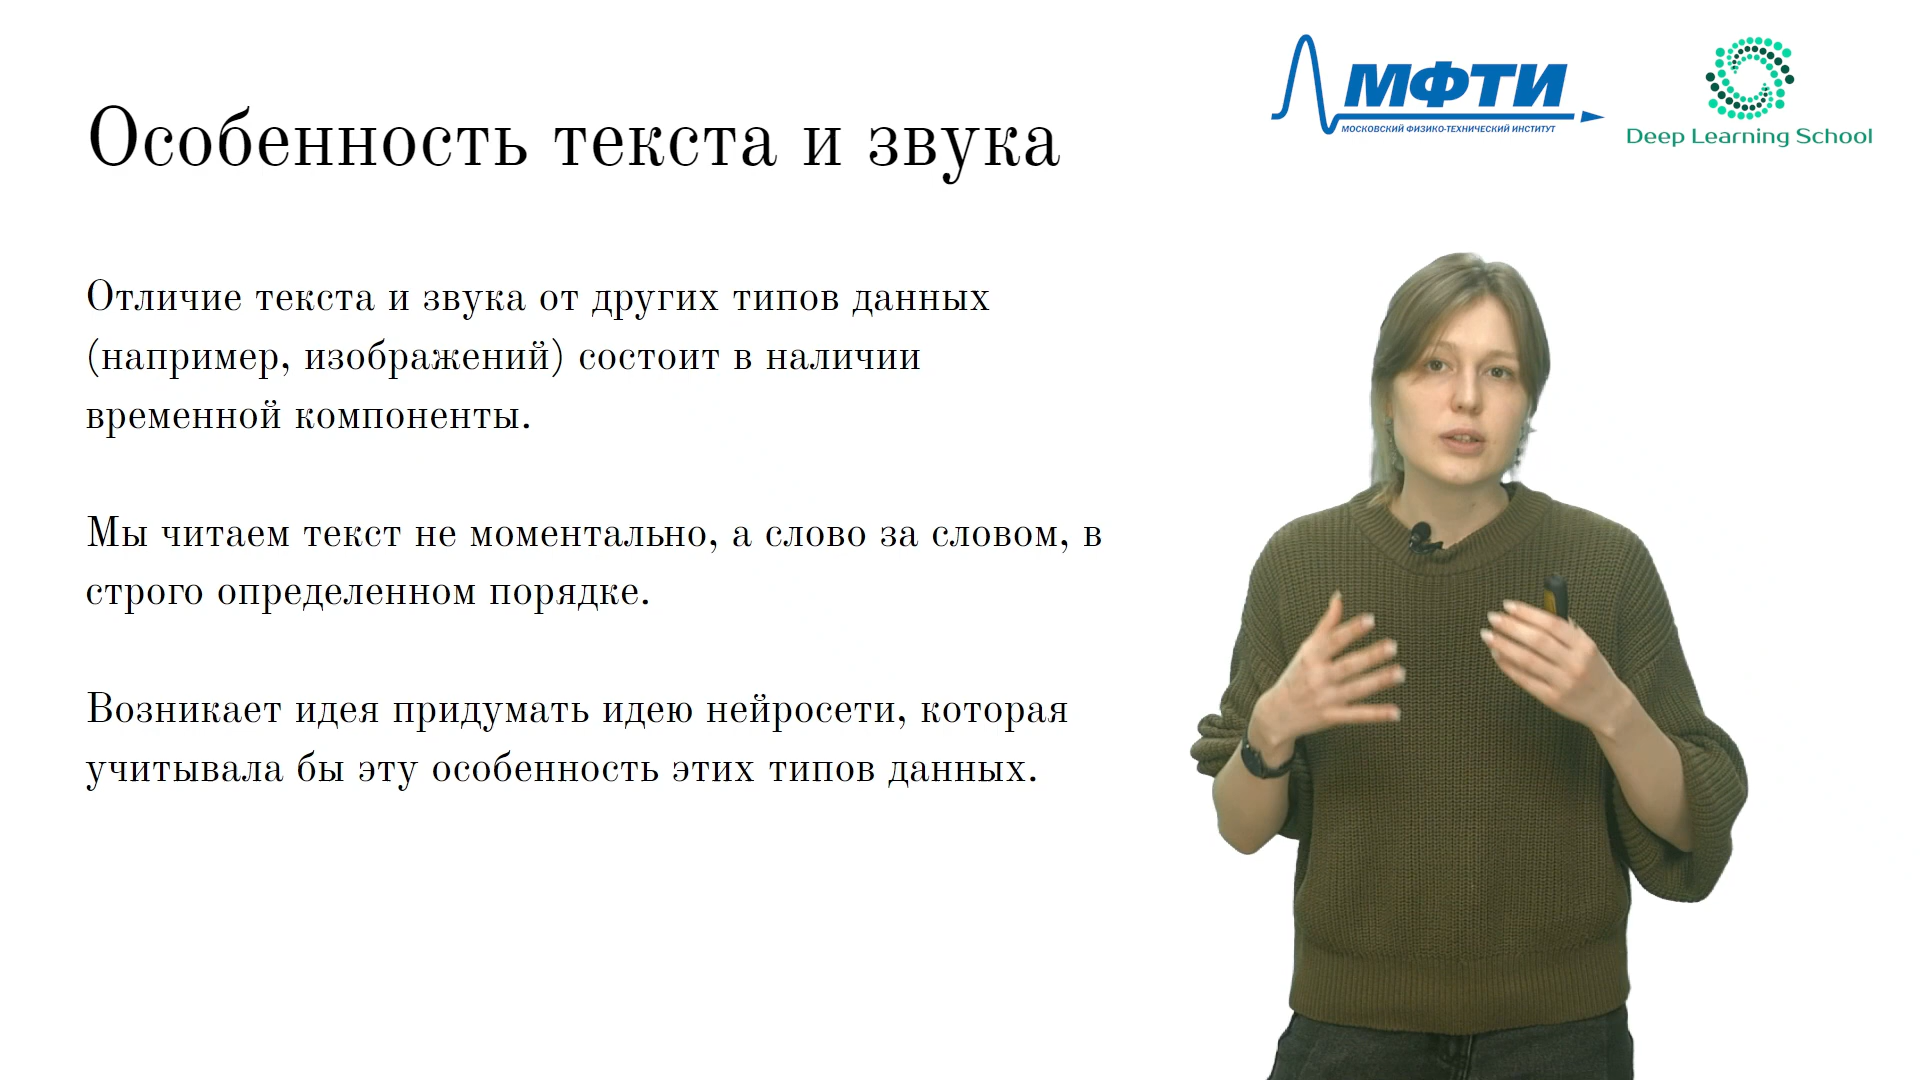 Особенность текста и звука
МФТИ
МОСКОВСКИЙ ФИЗИКО-ТЕХНИЧЕСКИЙ ИНСТИТУТ
Deep Learning School
Отличие текста и звука от других типов данных
(например, изображений) состоит в наличии
временной компоненты.
Мы читаем текст не моментально, а слово за словом, в
строго определенном порядке.
Возникает идея придумать идею нейросети, которая
учитывала бы эту особенность этих типов данных.